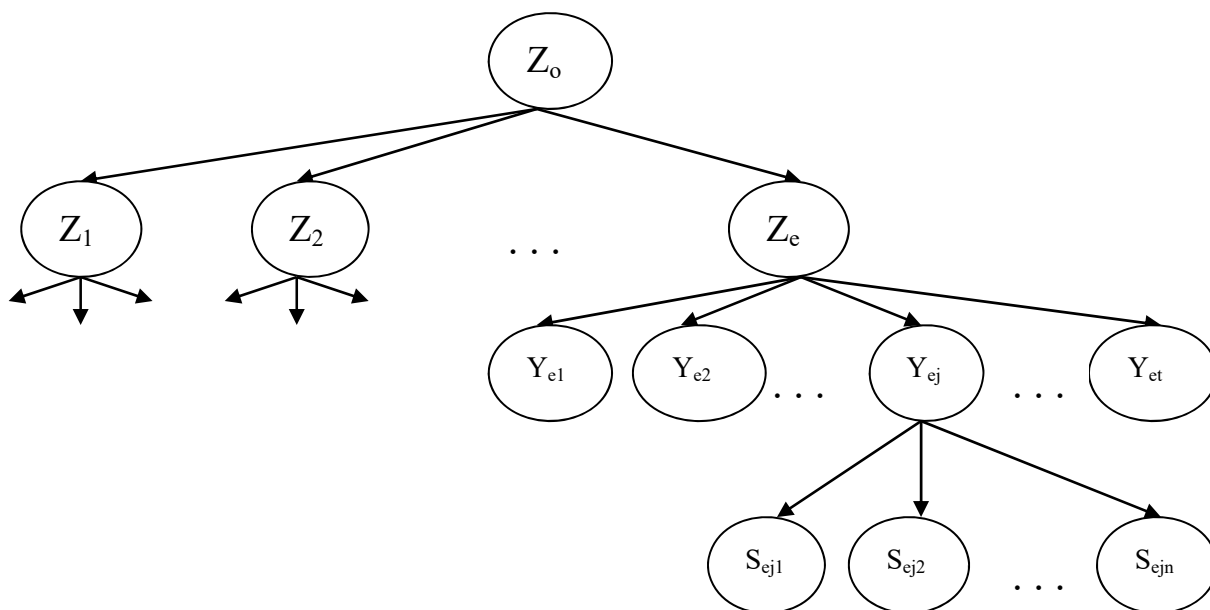 Zo
Z1 Z2 . . . Ze
Ye1 Ye2 . . . Yej . . . Yet
Sej1 Sej2 . . . Sejn